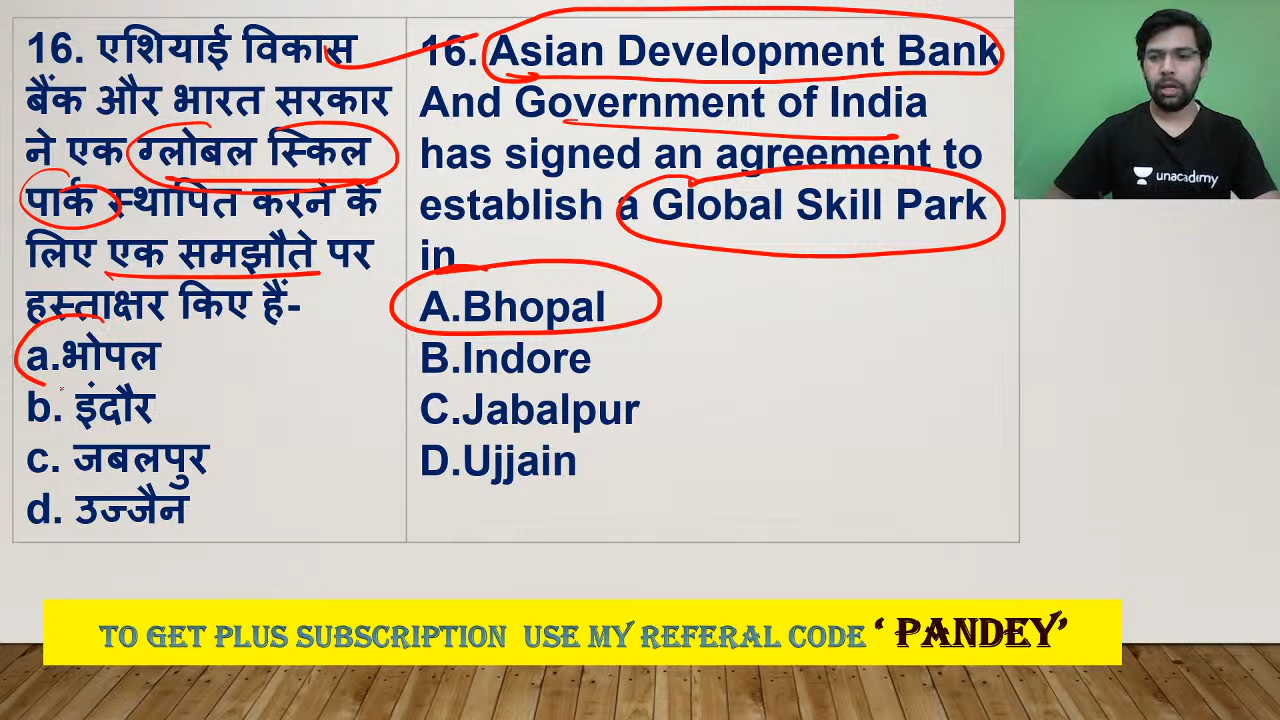 16. एशियाई विकास
बैंक और भारत सरकार
ने एक ग्लोबल स्किल
पार्क स्थापित करने के
लिए एक समझौते पर
हस्ताक्षर किए हैं-
a.भोपल
b. इंदौर
c. जबलपुर
d. उज्जैन
16. Asian Development Bank
And Government of India
has signed an agreement to
establish a Global Skill Park
in
A.Bhopal
B.Indore
C.Jabalpur
D.Ujjain
unacademy
TO GET PLUS SUBSCRIPTION USE MY REFERAL CODE ‘ PANDEY’